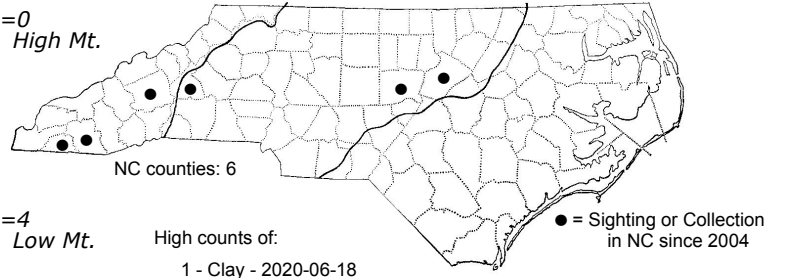 =0
High Mt.
NC counties: 6
=4
Low Mt.
High counts of:
1 - Clay - 2020-06-18
● = Sighting or Collection
in NC since 2004